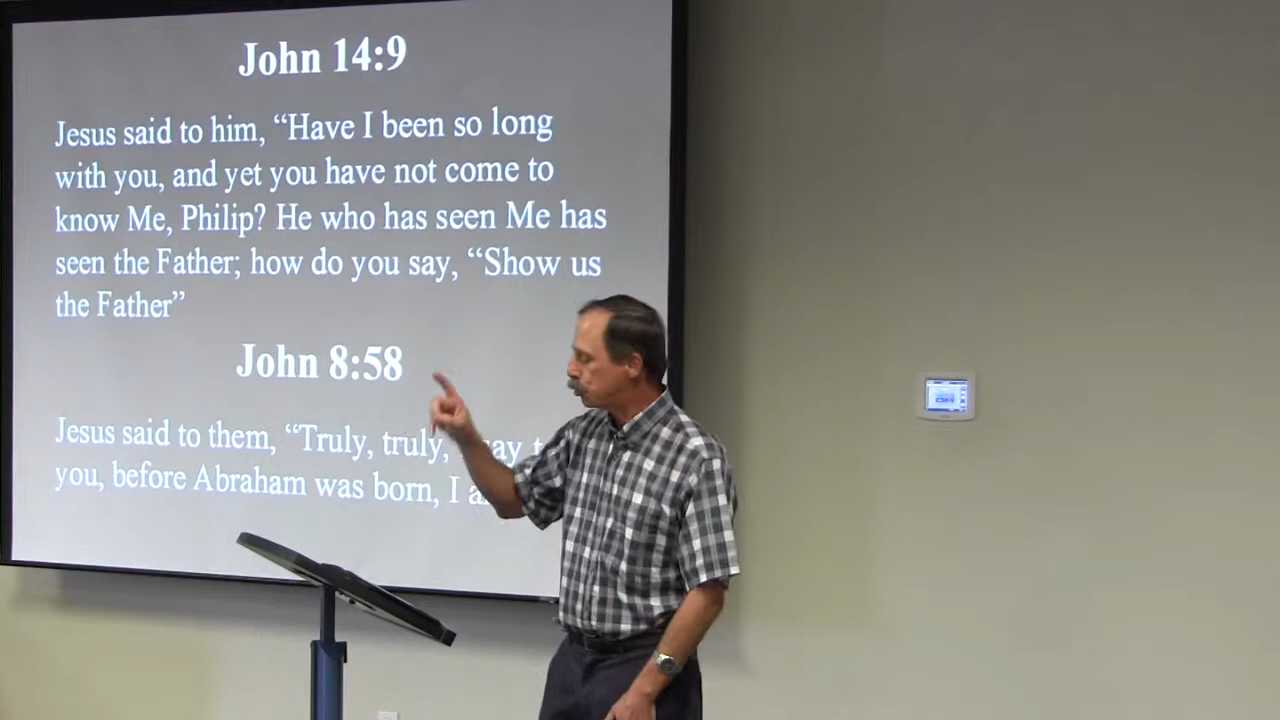 John 14:9
Jesus said to him, “Have I been so long
with you, and yet you have not come to
know Me, Philip? He who has seen Me has
seen the Father; how do you say, “Show us
the Father”
John 8:58
Jesus said to them, “Truly, truly, say
you, before Abraham was born, I